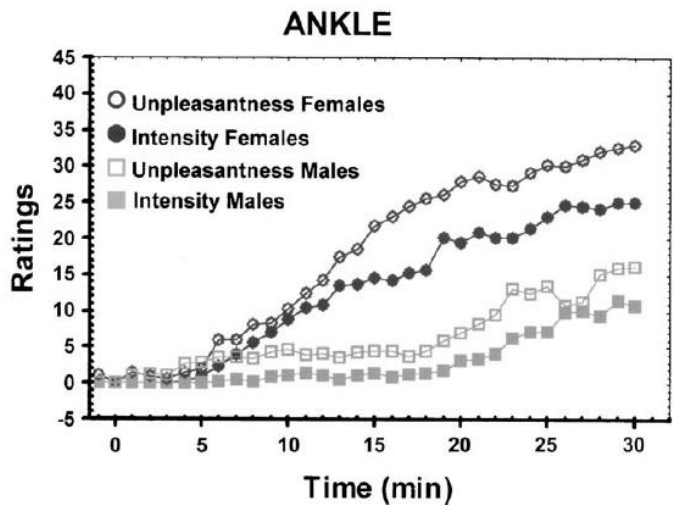 ANKLE
45
40
35
30
25
20
15
10
5
0
-5
Ratings
Unpleasantness Females
Intensity Females
Unpleasantness Males
Intensity Males
0 5 10 15 20 25 30
Time (min)